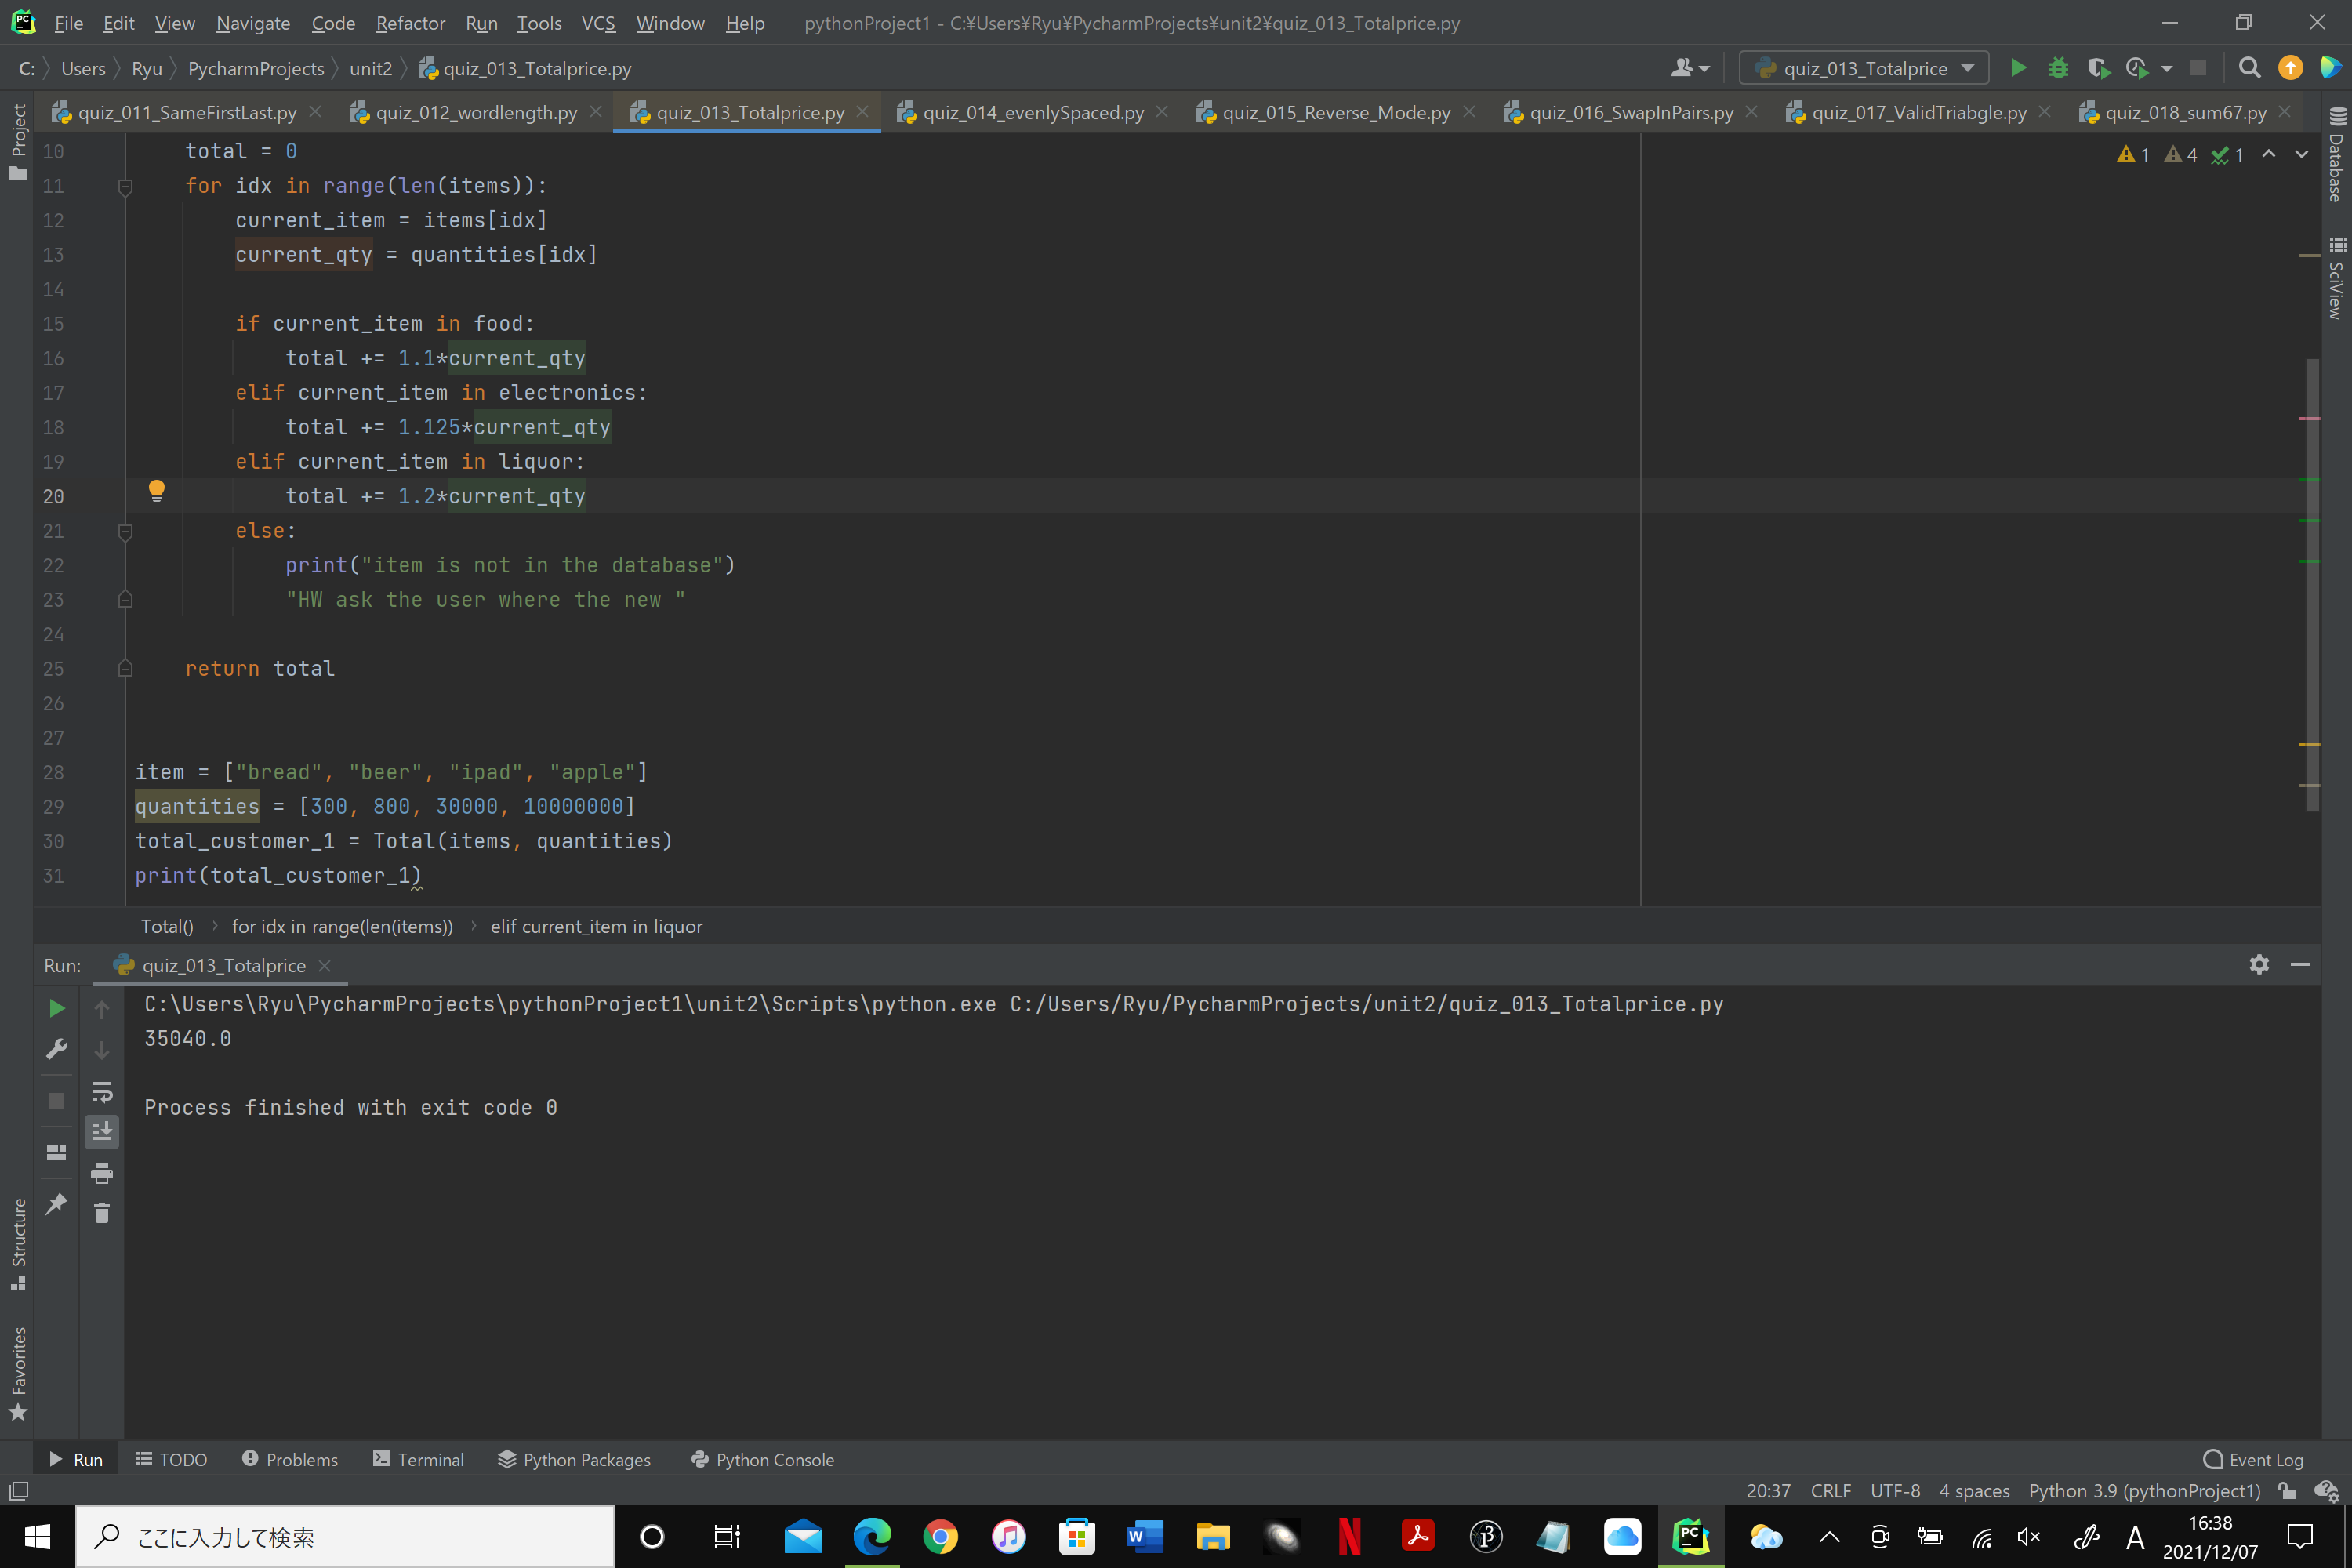 File Edit View Navigate Code Refactor Run Tools VCS Window Help pythonProject1 - C:¥Users¥Ryu¥PycharmProjects¥unit2¥quiz_013_Totalprice.py
C: Users Ryu PycharmProjects unit2 quiz_013_Totalprice.py quiz_013_Totalprice
quiz_011_SameFirstLast.py quiz_012_wordlength.py quiz_013_Totalprice.py quiz_014_evenlySpaced.py quiz_015_Reverse_Mode.py quiz_016_SwapInPairs.py quiz_017_ValidTriabgle.py quiz_018_sum67.py
Project
Database
SciView
1 4 1
10 total = 0
11 for idx in range(len(items)):
12 current_item = items[idx]
13 current_qty = quantities[idx]
14
15 if current_item in food:
16 total += 1.1*current_qty
17 elif current_item in electronics:
18 total += 1.125*current_qty
19 elif current_item in liquor:
20 total += 1.2*current_qty
21 else:
22 print("item is not in the database")
23 "HW ask the user where the new "
24
25 return total
26
27
28 item = ["bread", "beer", "ipad", "apple"]
29 quantities = [300, 800, 30000, 10000000]
30 total_customer_1 = Total(items, quantities)
31 print(total_customer_1)
Total() for idx in range(len(items)) elif current_item in liquor
Run: quiz_013_Totalprice
C:\Users\Ryu\PycharmProjects\pythonProject1\unit2\Scripts\python.exe C:/Users/Ryu/PycharmProjects/unit2/quiz_013_Totalprice.py
35040.0
Process finished with exit code 0
Structure
Favorites
Run TODO Problems Terminal Python Packages Python Console Event Log
20:37 CRLF UTF-8 4 spaces Python 3.9 (pythonProject1)
ここに入力して検索
A 16:38
2021/12/07